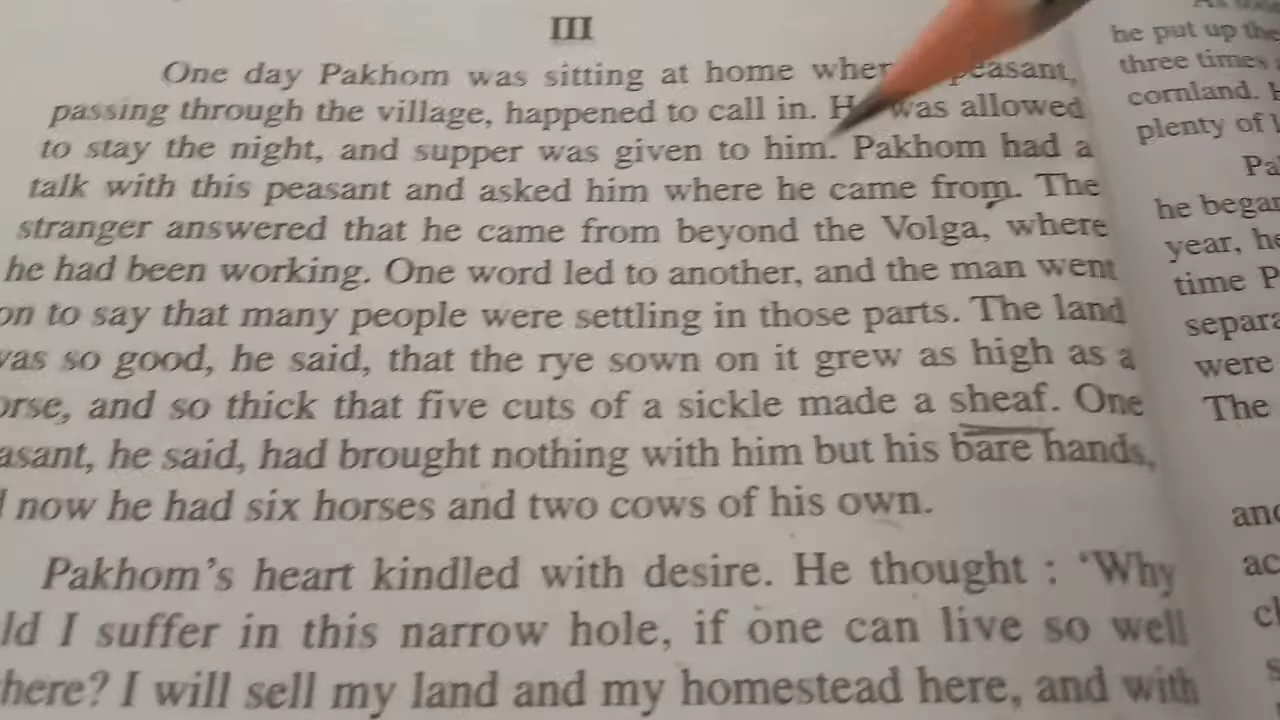 III
One day Pakhom was sitting at home peasant,
passing through the village, happened to call in. was allowed
to stay the night, and supper was given to him. Pakhom had a
talk with this peasant and asked him where he came from. The
stranger answered that he came from beyond the Volga, where
he had been working. One word led to another, and the man went
on to say that many people were settling in those parts. The land
was so good, he said, that the rye sown on it grew as high as a
orse, and so thick that five cuts of a sickle made a sheaf. One
asant, he said, had brought nothing with him but his bare hands,
now he had six horses and two cows of his own.
Pakhom's heart kindled with desire. He thought : 'Why
ld I suffer in this narrow hole, if one can live so well
here? I will sell my land and my homestead here, and with
he put up the
three times
cornland.
plenty of
Pa
he began
year, he
time P
separa
were
The
and
ac